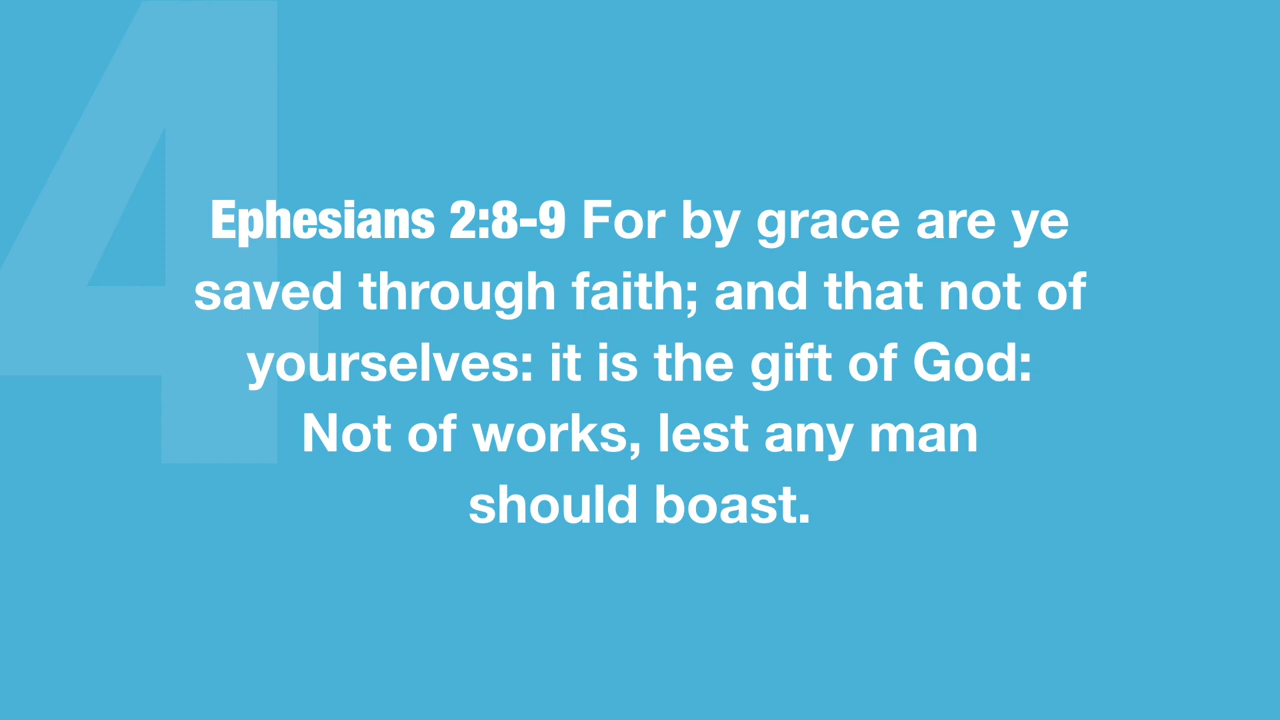 4
Ephesians 2:8-9 For by grace are ye
saved through faith; and that not of
yourselves: it is the gift of God:
Not of works, lest any man
should boast.